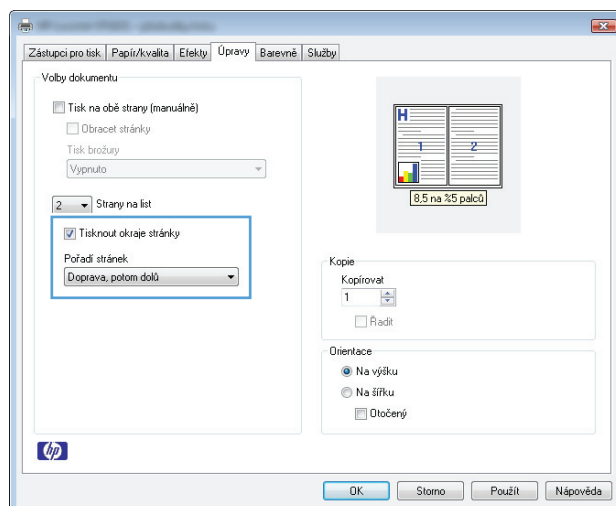 Zástupci pro tisk Papír/kvalita Efekty Úpravy Barevně Služby
Volby dokumentu
Tisk na obě strany (manuálně)
Obracet stránky
Tisk brožury
Vypnuto
2 Strany na list
Tisknout okraje stránky
Pořadí stránek
Doprava, potom dolů
H
1 2
8,5 na %5 palců
Kopie
Kopírovat
1
Řadit
Orientace
Na výšku
Na šířku
Otočený
hp
OK Storno Použít Nápověda